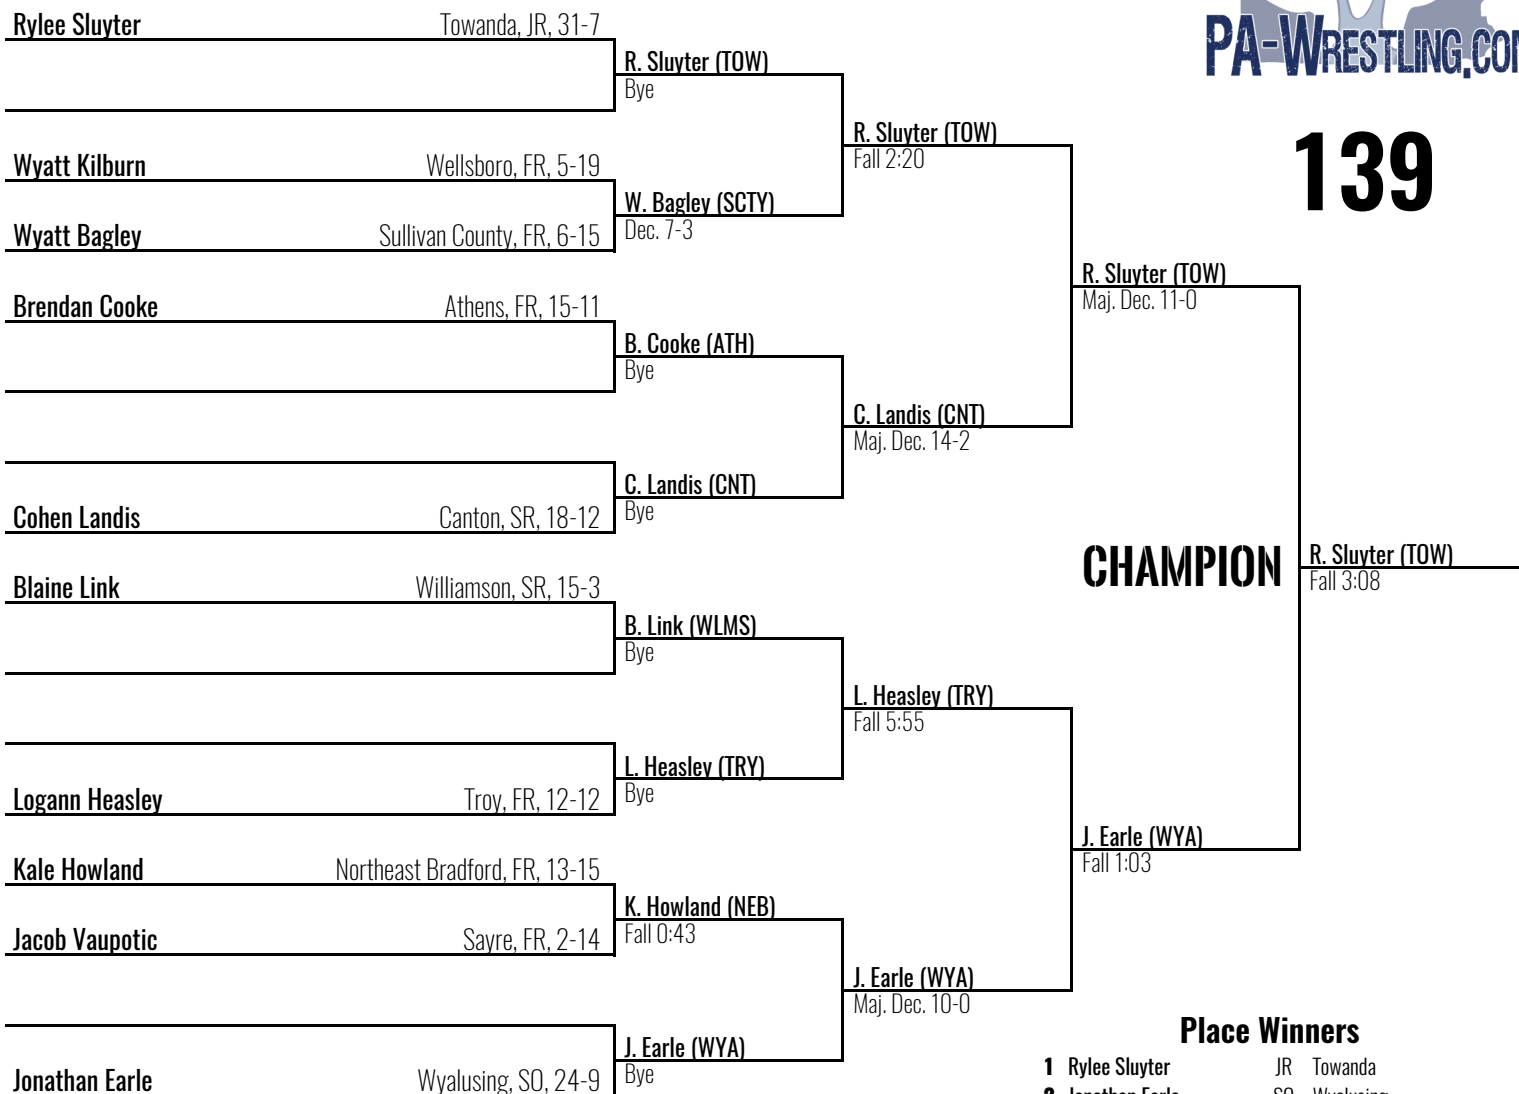 Rylee Sluyter Towanda, JR, 31-7
R. Sluyter (TOW)
Bye
PA-WRESTLING.CO
139
R. Sluyter (TOW)
Fall 2:20
Wyatt Kilburn Wellsboro, FR, 5-19
W. Bagley (SCTY)
Dec. 7-3
Wyatt Bagley Sullivan County, FR, 6-15
R. Sluyter (TOW)
Maj. Dec. 11-0
Brendan Cooke Athens, FR, 15-11
B. Cooke (ATH)
Bye
C. Landis (CNT)
Maj. Dec. 14-2
C. Landis (CNT)
Bye
Cohen Landis Canton, SR, 18-12
CHAMPION
R. Sluyter (TOW)
Fall 3:08
Blaine Link Williamson, SR, 15-3
B. Link (WLMS)
Bye
L. Heasley (TRY)
Fall 5:55
L. Heasley (TRY)
Bye
Logann Heasley Troy, FR, 12-12
J. Earle (WYA)
Fall 1:03
Kale Howland Northeast Bradford, FR, 13-15
K. Howland (NEB)
Fall 0:43
Jacob Vaupotic Sayre, FR, 2-14
J. Earle (WYA)
Maj. Dec. 10-0
J. Earle (WYA)
Bye
Jonathan Earle Wyalusing, SO, 24-9
Place Winners
1 Rylee Sluyter JR Towanda
2 Jonathan Earle SO Wyalusing